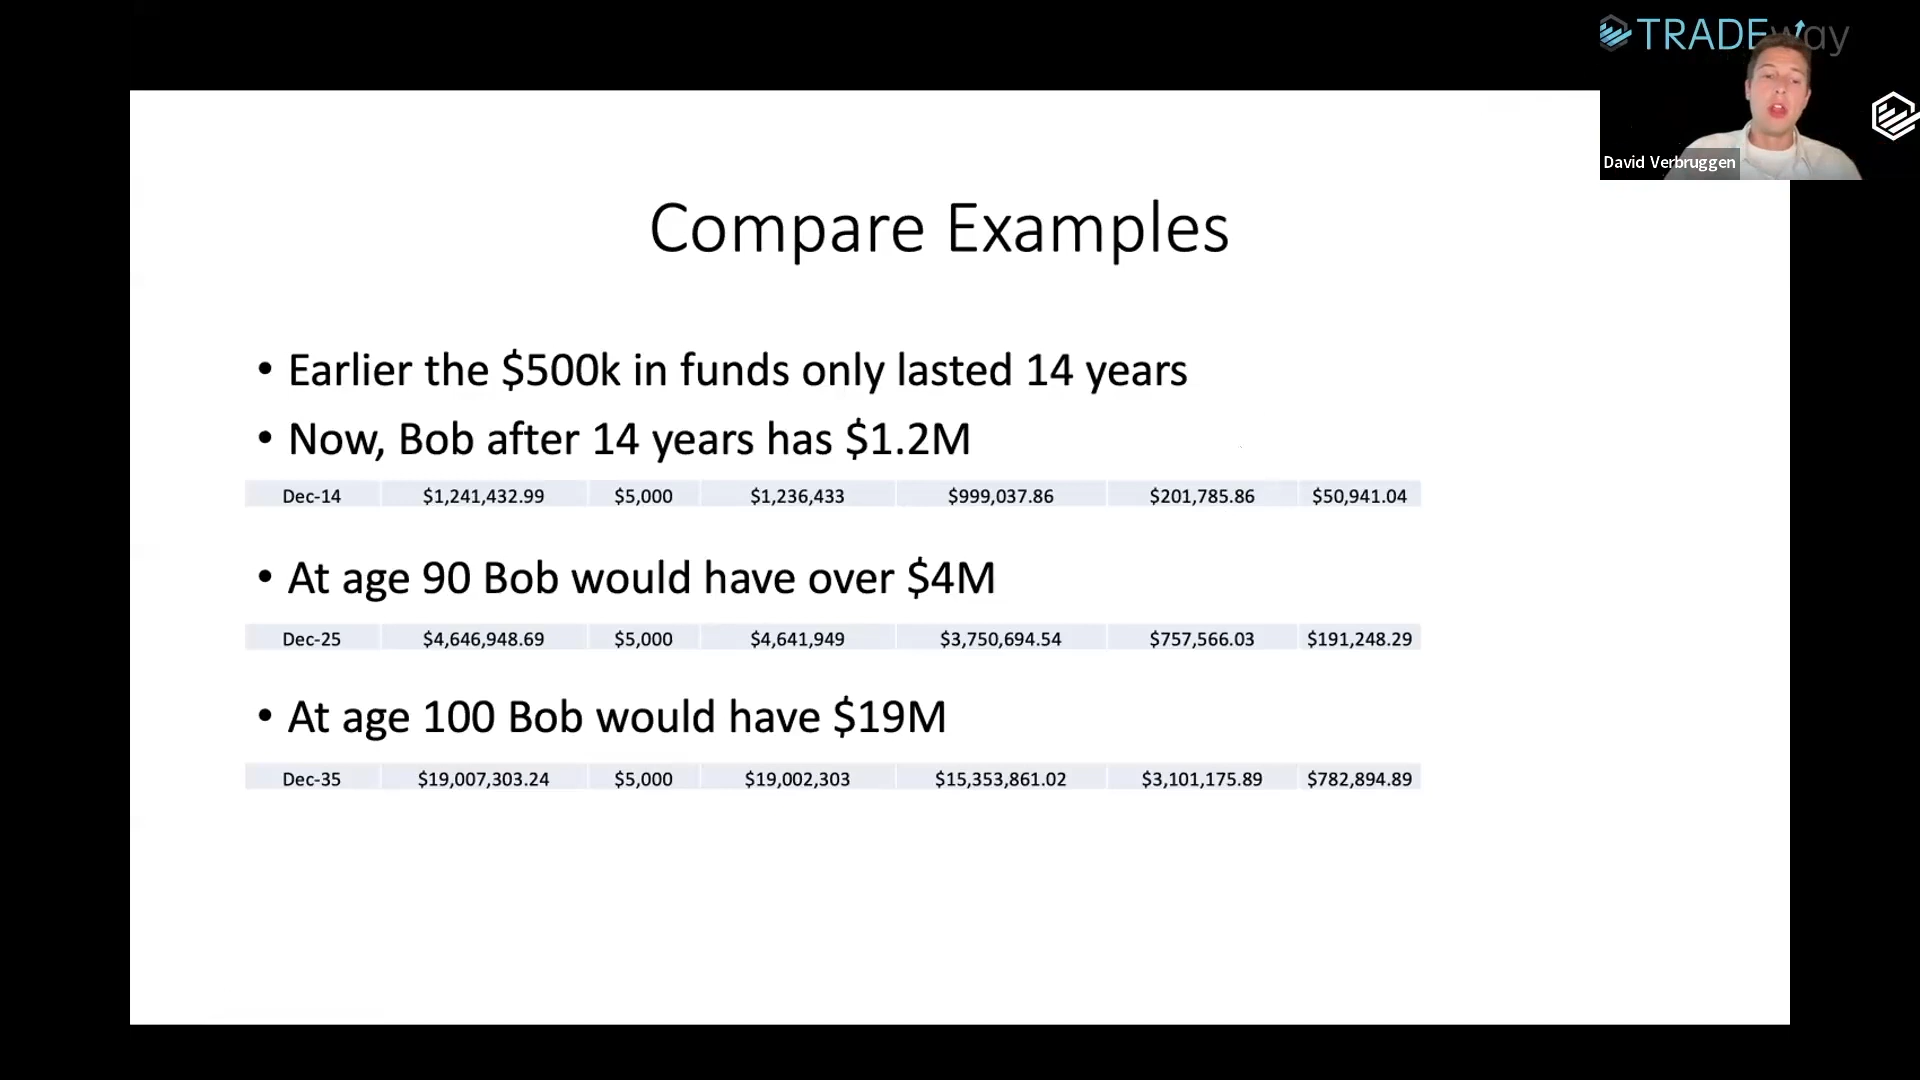 TRADEway
David Verbruggen
Compare Examples
• Earlier the $500k in funds only lasted 14 years
• Now, Bob after 14 years has $1.2M
Dec-14 $1,241,432.99 $5,000 $1,236,433 $999,037.86 $201,785.86 $50,941.04
• At age 90 Bob would have over $4M
Dec-25 $4,646,948.69 $5,000 $4,641,949 $3,750,694.54 $757,566.03 $191,248.29
• At age 100 Bob would have $19M
Dec-35 $19,007,303.24 $5,000 $19,002,303 $15,353,861.02 $3,101,175.89 $782,894.89